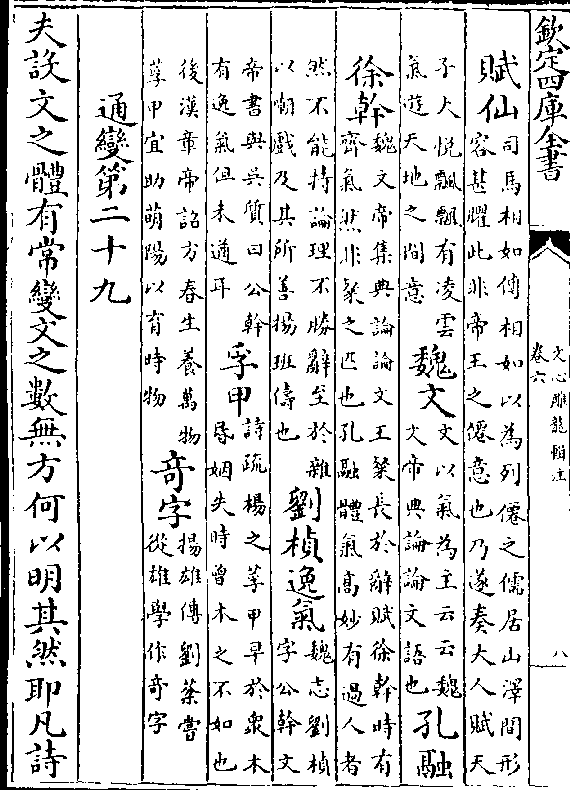 欽定四庫全書
文心雕龍輯注
卷六
八
賦仙
司馬相如傳相如以為列僊之儒居山澤間形
容甚臞此非帝王之僊意也乃遂奏大人賦天
子大悦飄飄有凌雲
氣遊天地之間意
魏文
文以氣為主云云魏
文帝典論論文語也
孔融
徐幹
魏文帝集典論論文王粲長於辭賦徐幹時有
齊氣然非粲之匹也孔融體氣髙妙有過人者
然不能持論理不勝辭至於雜
以嘲戲及其所善揚班儔也
劉楨逸氣
魏志劉楨
字公幹文
帝書與吳質曰公幹
有逸氣但未遒耳
孚甲
詩疏楊之莩甲早於衆木
昏姻失時曾木之不如也
後漢章帝詔方春生養萬物
莩甲宜助萌陽以有時物
奇字
揚雄傳劉棻嘗
從雄學作奇字
通變第二十九
夫設文之體有常變文之數無方何以明其然耶凡詩